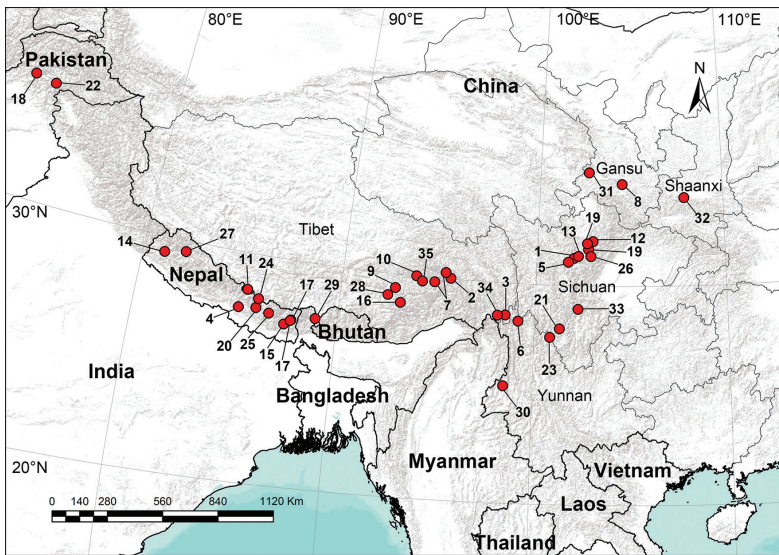 80°E
90°E
100°E
110°E
Pakistan
18
22
China
N
Gansu
31
8
Shaanxi
32
30°N
Tibet
14
27
Nepal
13
19
12
1
5
19
26
Sichuan
11
24
10
35
9
28
16
7
2
34
3
33
4
17
29
21
6
20
25
15
17
Bhutan
23
India
Bangladesh
30
Yunnan
20°N
Myanmar
Vietnam
Laos
Thailand
0 140 280 560 840 1120 Km